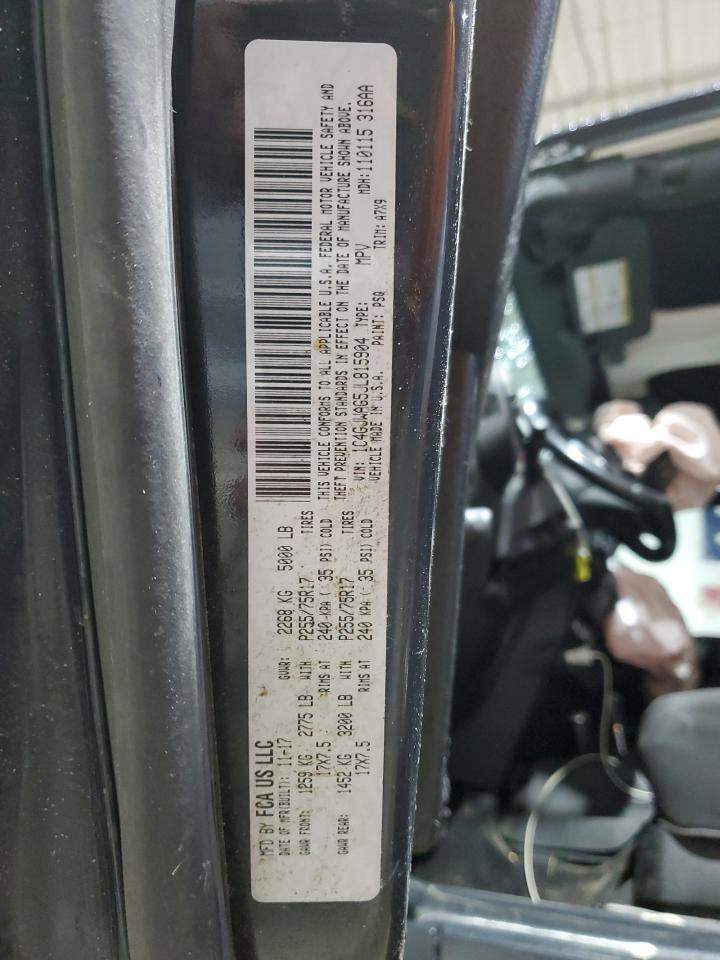 MFD BY FCA US LLC
DATE OF MFR(BUILT): 11-17 GVWR: 2268 KG 5000 LB
GAWR FRONT: 1259 KG 2775 LB WITH P255/75R17 TIRES
17X7.5 RIMS AT 240 KPA ( 35 PSI) COLD
GAWR REAR: 1452 KG 3200 LB WITH P255/75R17 TIRES
17X7.5 RIMS AT 240 KPA ( 35 PSI) COLD
THIS VEHICLE CONFORMS TO ALL APPLICABLE U.S.A. FEDERAL MOTOR VEHICLE SAFETY AND
THEFT PREVENTION STANDARDS IN EFFECT ON THE DATE OF MANUFACTURE SHOWN ABOVE.
VIN: 1C4GJWAG5JL815904 TYPE: MPV MDH:110115 316AA
VEHICLE MADE IN U.S.A. PAINT: PSQ TRIM: A7X9